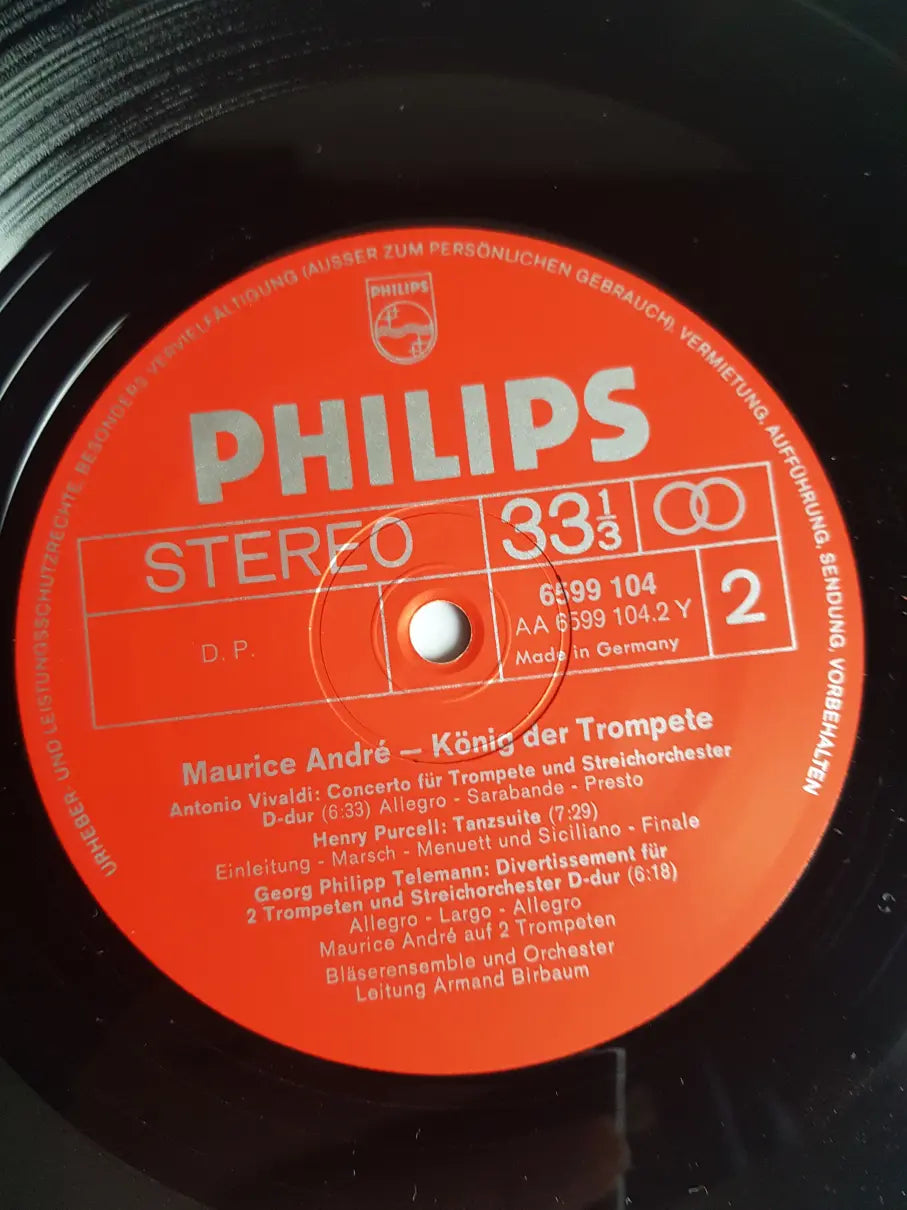 URHEBER- UND LEISTUNGSSCHUTZRECHTE, BESONDERS VERVIELFÄLTIGUNG (AUSSER ZUM PERSÖNLICHEN GEBRAUCH), VERMIETUNG, AUFFÜHRUNG, SENDUNG, VORBEHALTEN
PHILIPS
PHILIPS
STEREO
33 1/3
6599 104
AA 6599 104.2 Y
Made in Germany
2
D. P.
Maurice André – König der Trompete
Antonio Vivaldi: Concerto für Trompete und Streichorchester
D-dur (6:33) Allegro - Sarabande - Presto
Henry Purcell: Tanzsuite (7:29)
Einleitung - Marsch - Menuett und Siciliano - Finale
Georg Philipp Telemann: Divertissement für
2 Trompeten und Streichorchester D-dur (6:18)
Allegro - Largo - Allegro
Maurice André auf 2 Trompeten
Bläserensemble und Orchester
Leitung Armand Birbaum